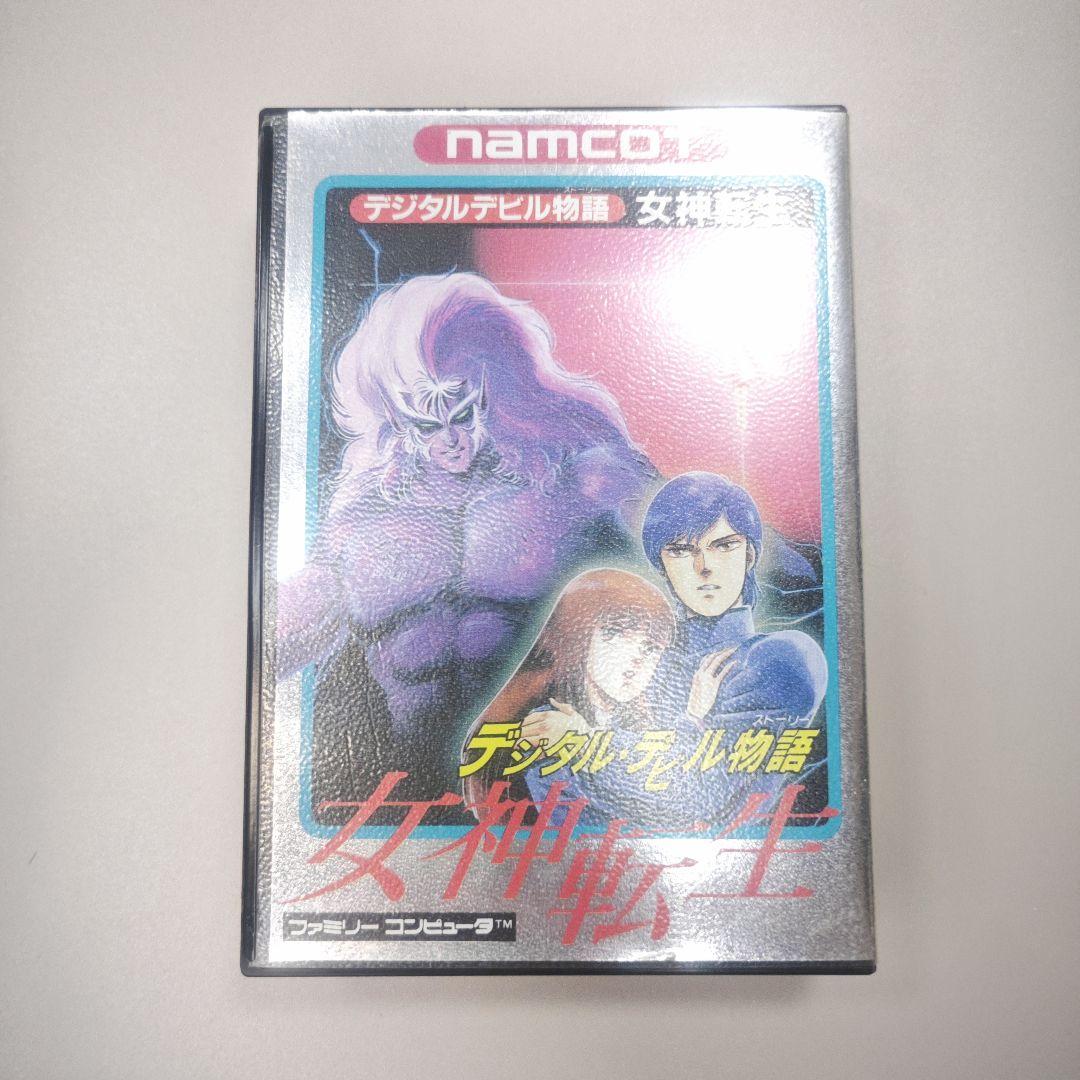 namcoT
ストーリー
デジタルデビル物語 女神転生
ストーリー
デジタル・デビル物語
女神転生
ファミリー コンピュータ™